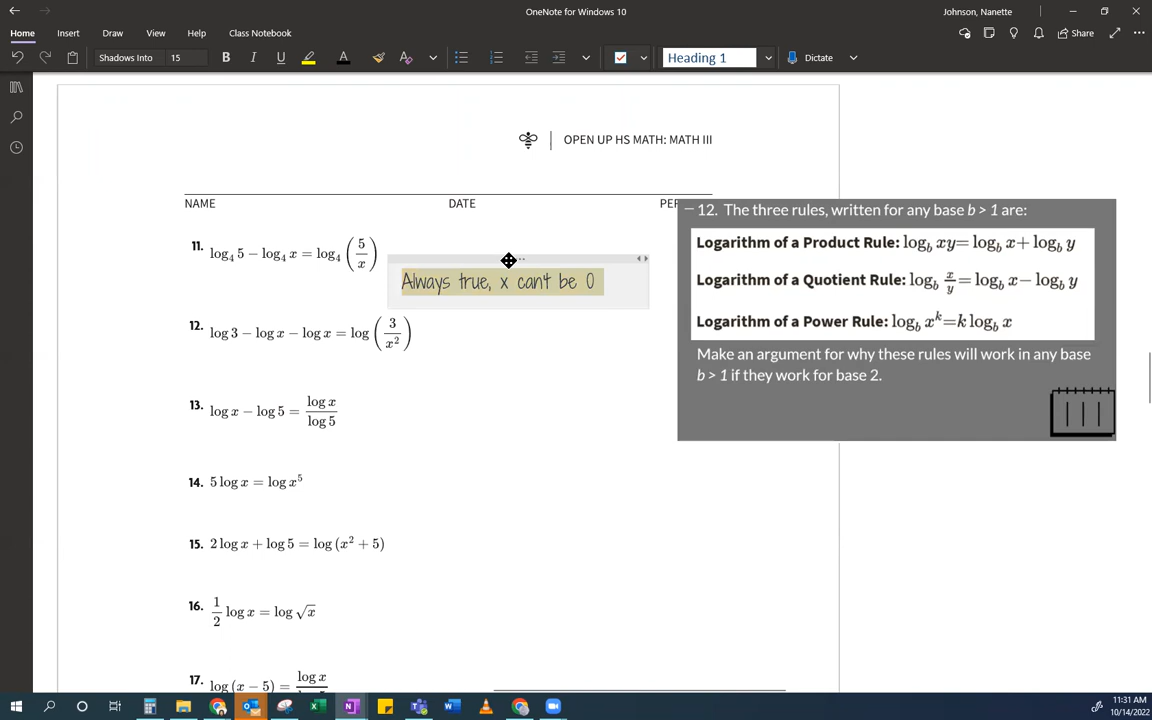 OneNote for Windows 10
Johnson, Nanette
Home Insert Draw View Help Class Notebook
Share
Shadows Into 15 B I U A Heading 1 Dictate
OPEN UP HS MATH: MATH III
NAME DATE PER
11. log₄ 5 − log₄ x = log₄ (5/x)
Always true, x can't be 0
12. log 3 − log x − log x = log (3/x²)
13. log x − log 5 = log x / log 5
14. 5 log x = log x⁵
15. 2 log x + log 5 = log (x² + 5)
16. 1/2 log x = log √x
17. log (x − 5) = log x
− 12. The three rules, written for any base b > 1 are:
Logarithm of a Product Rule: log_b xy= log_b x+ log_b y
Logarithm of a Quotient Rule: log_b x/y = log_b x− log_b y
Logarithm of a Power Rule: log_b x^k=k log_b x
Make an argument for why these rules will work in any base
b > 1 if they work for base 2.
11:31 AM
10/14/2022